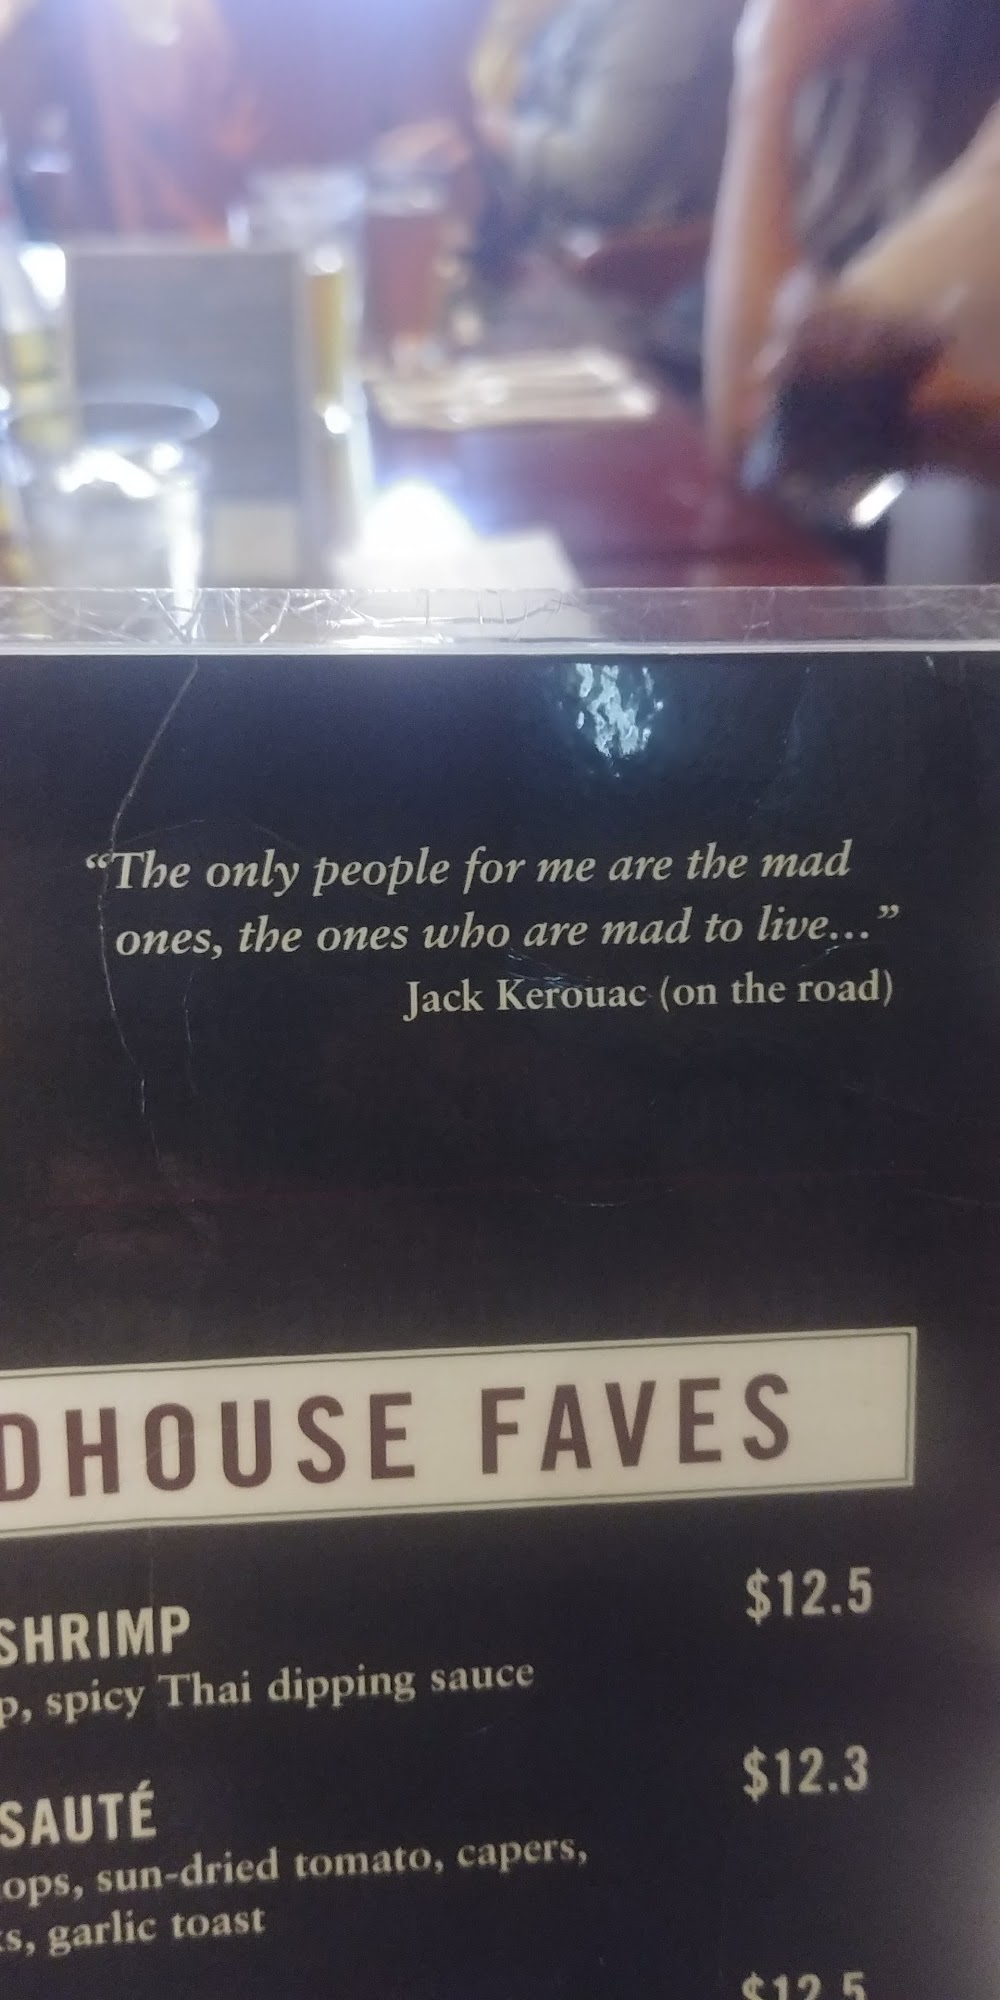 “The only people for me are the mad
ones, the ones who are mad to live...”
Jack Kerouac (on the road)
DHOUSE FAVES
SHRIMP $12.5
p, spicy Thai dipping sauce
SAUTÉ $12.3
ops, sun-dried tomato, capers,
s, garlic toast
$12.5